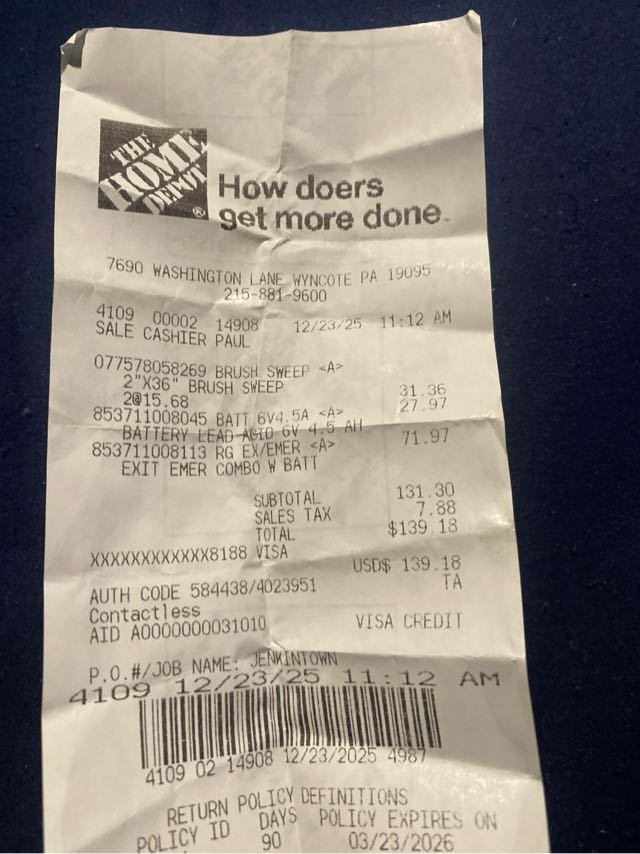 THE
HOME
DEPOT
®
How doers
get more done.
7690 WASHINGTON LANE WYNCOTE PA 19095
215-881-9600
4109 00002 14908 12/23/25 11:12 AM
SALE CASHIER PAUL
077578058269 BRUSH SWEEP <A>
2"X36" BRUSH SWEEP
2@15.68 31.36
853711008045 BATT 6V4.5A <A> 27.97
BATTERY LEAD ACID 6V 4.5 AH
853711008113 RG EX/EMER <A> 71.97
EXIT EMER COMBO W BATT
SUBTOTAL 131.30
SALES TAX 7.88
TOTAL $139.18
XXXXXXXXXXXX8188 VISA
USD$ 139.18
AUTH CODE 584438/4023951 TA
Contactless
AID A0000000031010 VISA CREDIT
P.O.#/JOB NAME: JENKINTOWN
4109 12/23/25 11:12 AM
4109 02 14908 12/23/2025 4987
RETURN POLICY DEFINITIONS
POLICY ID DAYS POLICY EXPIRES ON
90 03/23/2026